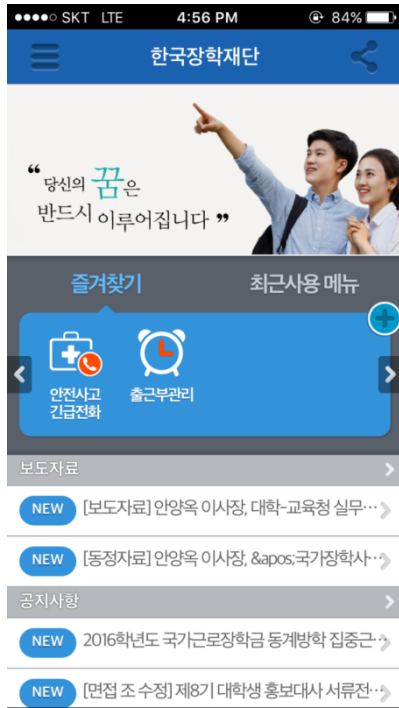 ●●●●○ SKT LTE 4:56 PM 84%
한국장학재단
“당신의 꿈은
반드시 이루어집니다”
즐겨찾기 최근사용 메뉴
안전사고 출근부관리
긴급전화
보도자료
NEW [보도자료] 안양옥 이사장, 대학-교육청 실무…
NEW [동정자료] 안양옥 이사장, &apos;국가장학사…
공지사항
NEW 2016학년도 국가근로장학금 동계방학 집중근…
NEW [면접 조 수정] 제8기 대학생 홍보대사 서류전…